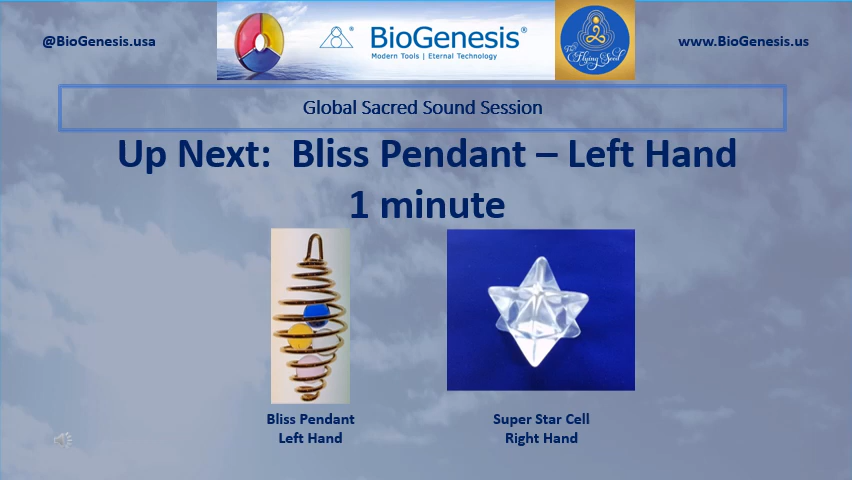 @BioGenesis.usa
BioGenesis®
®
Modern Tools | Eternal Technology
The Flying Seed
www.BioGenesis.us
Global Sacred Sound Session
Up Next:  Bliss Pendant – Left Hand
1 minute
Bliss Pendant
Left Hand
Super Star Cell
Right Hand